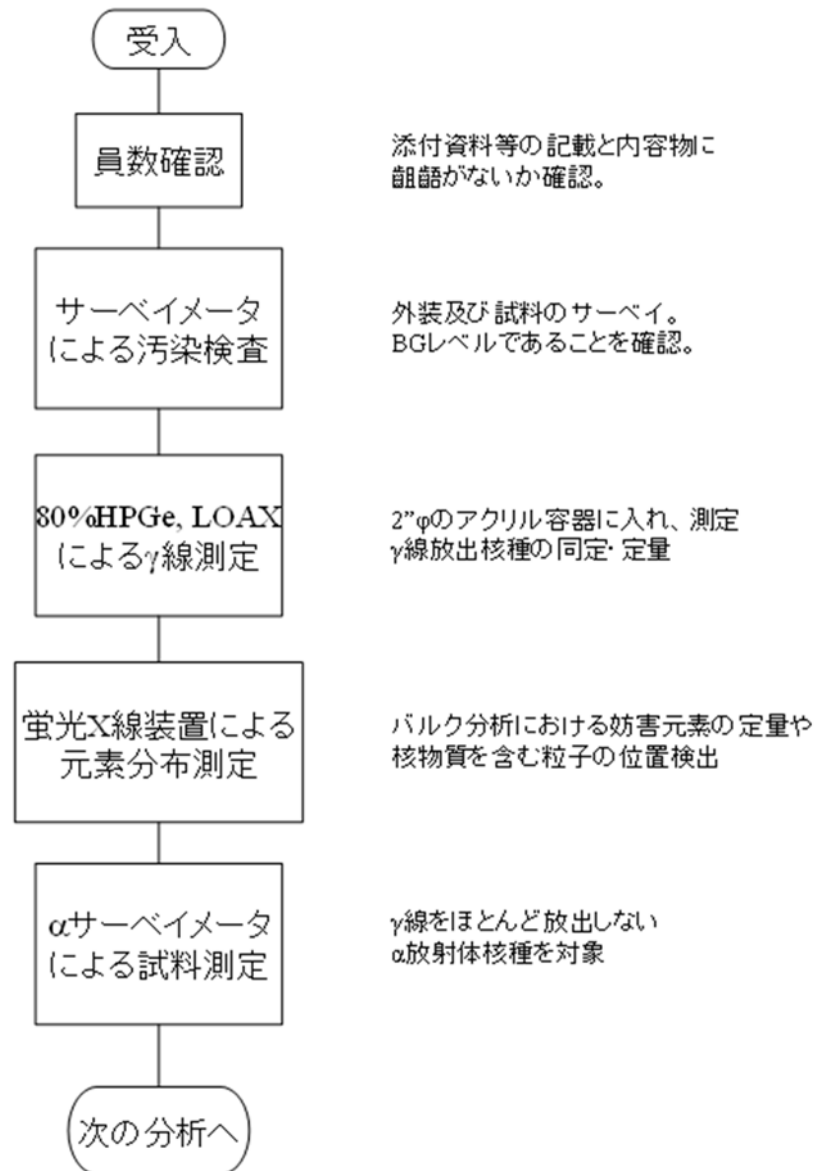 受入
員数確認
添付資料等の記載と内容物に
齟齬がないか確認。
サーベイメータ
による汚染検査
外装及び試料のサーベイ。
BGレベルであることを確認。
80%HPGe, LOAX
によるγ線測定
2”φのアクリル容器に入れ、測定
γ線放出核種の同定・定量
蛍光X線装置による
元素分布測定
バルク分析における妨害元素の定量や
核物質を含む粒子の位置検出
αサーベイメータ
による試料測定
γ線をほとんど放出しない
α放射体核種を対象
次の分析へ